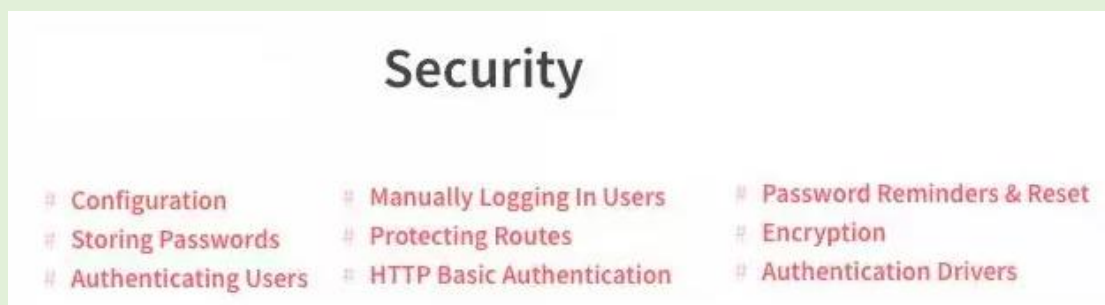 Security
# Configuration
# Storing Passwords
# Authenticating Users
# Manually Logging In Users
# Protecting Routes
# HTTP Basic Authentication
# Password Reminders & Reset
# Encryption
# Authentication Drivers